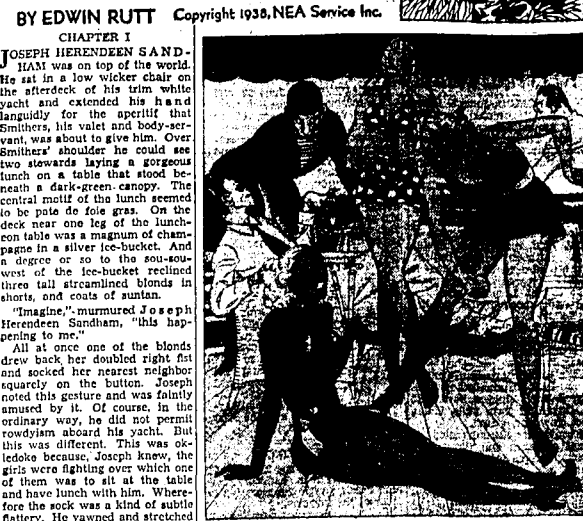 BY EDWIN RUTT
Copyright 1938, NEA Service Inc.
CHAPTER I
JOSEPH HERENDEEN SAND-
HAM was on top of the world.
He sat in a low wicker chair on
the afterdeck of his trim white
yacht and extended his hand
languidly for the aperitif that
Smithers, his valet and body-ser-
vant, was about to give him. Over
Smithers' shoulder he could see
two stewards laying a gorgeous
lunch on a table that stood be-
neath a dark-green canopy. The
central motif of the lunch seemed
to be pate de foie gras. On the
deck near one leg of the lunch-
eon table was a magnum of cham-
pagne in a silver ice-bucket. And
a degree or so to the sou-sou-
west of the ice-bucket reclined
three tall streamlined blonds in
shorts, and coats of suntan.
"Imagine," murmured Joseph
Herendeen Sandham, "this hap-
pening to me."
All at once one of the blonds
drew back her doubled right fist
and socked her nearest neighbor
squarely on the button. Joseph
noted this gesture and was faintly
amused by it. Of course, in the
ordinary way, he did not permit
rowdyism aboard his yacht. But
this was different. This was ok-
ledoke because, Joseph knew, the
girls were fighting over which one
of them was to sit at the table
and have lunch with him. Where-
fore the sock was a kind of subtle
flattery. He yawned and stretched